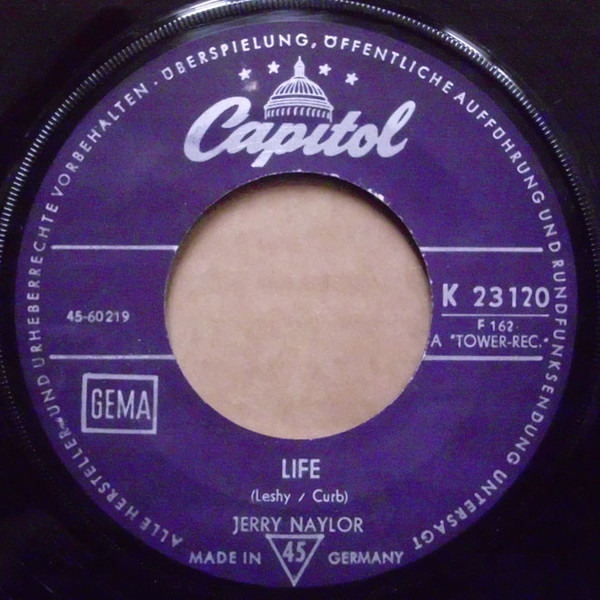 ALLE HERSTELLER- UND URHEBERRECHTE VORBEHALTEN · ÜBERSPIELUNG, ÖFFENTLICHE AUFFÜHRUNG UND RUNDFUNKSENDUNG UNTERSAGT
Capitol
45-60219
K 23120
F 162
A "TOWER-REC."
GEMA
LIFE
(Leshy / Curb)
JERRY NAYLOR
MADE IN 45 GERMANY